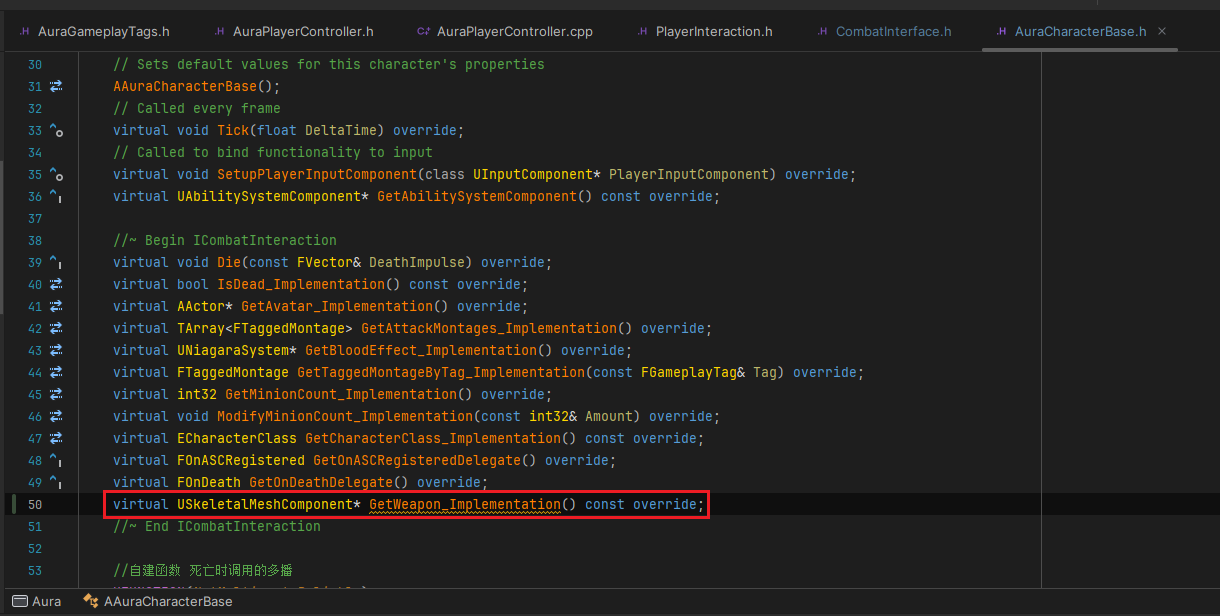 AuraGameplayTags.h AuraPlayerController.h AuraPlayerController.cpp PlayerInteraction.h CombatInterface.h AuraCharacterBase.h
30 // Sets default values for this character's properties
31 AAuraCharacterBase();
32 // Called every frame
33 virtual void Tick(float DeltaTime) override;
34 // Called to bind functionality to input
35 virtual void SetupPlayerInputComponent(class UInputComponent* PlayerInputComponent) override;
36 virtual UAbilitySystemComponent* GetAbilitySystemComponent() const override;
37
38 //~ Begin ICombatInteraction
39 virtual void Die(const FVector& DeathImpulse) override;
40 virtual bool IsDead_Implementation() const override;
41 virtual AActor* GetAvatar_Implementation() override;
42 virtual TArray<FTaggedMontage> GetAttackMontages_Implementation() override;
43 virtual UNiagaraSystem* GetBloodEffect_Implementation() override;
44 virtual FTaggedMontage GetTaggedMontageByTag_Implementation(const FGameplayTag& Tag) override;
45 virtual int32 GetMinionCount_Implementation() override;
46 virtual void ModifyMinionCount_Implementation(const int32& Amount) override;
47 virtual ECharacterClass GetCharacterClass_Implementation() const override;
48 virtual FOnASCRegistered GetOnASCRegisteredDelegate() override;
49 virtual FOnDeath GetOnDeathDelegate() override;
50 virtual USkeletalMeshComponent* GetWeapon_Implementation() const override;
51 //~ End ICombatInteraction
52
53 //自建函数 死亡时调用的多播
Aura AAuraCharacterBase